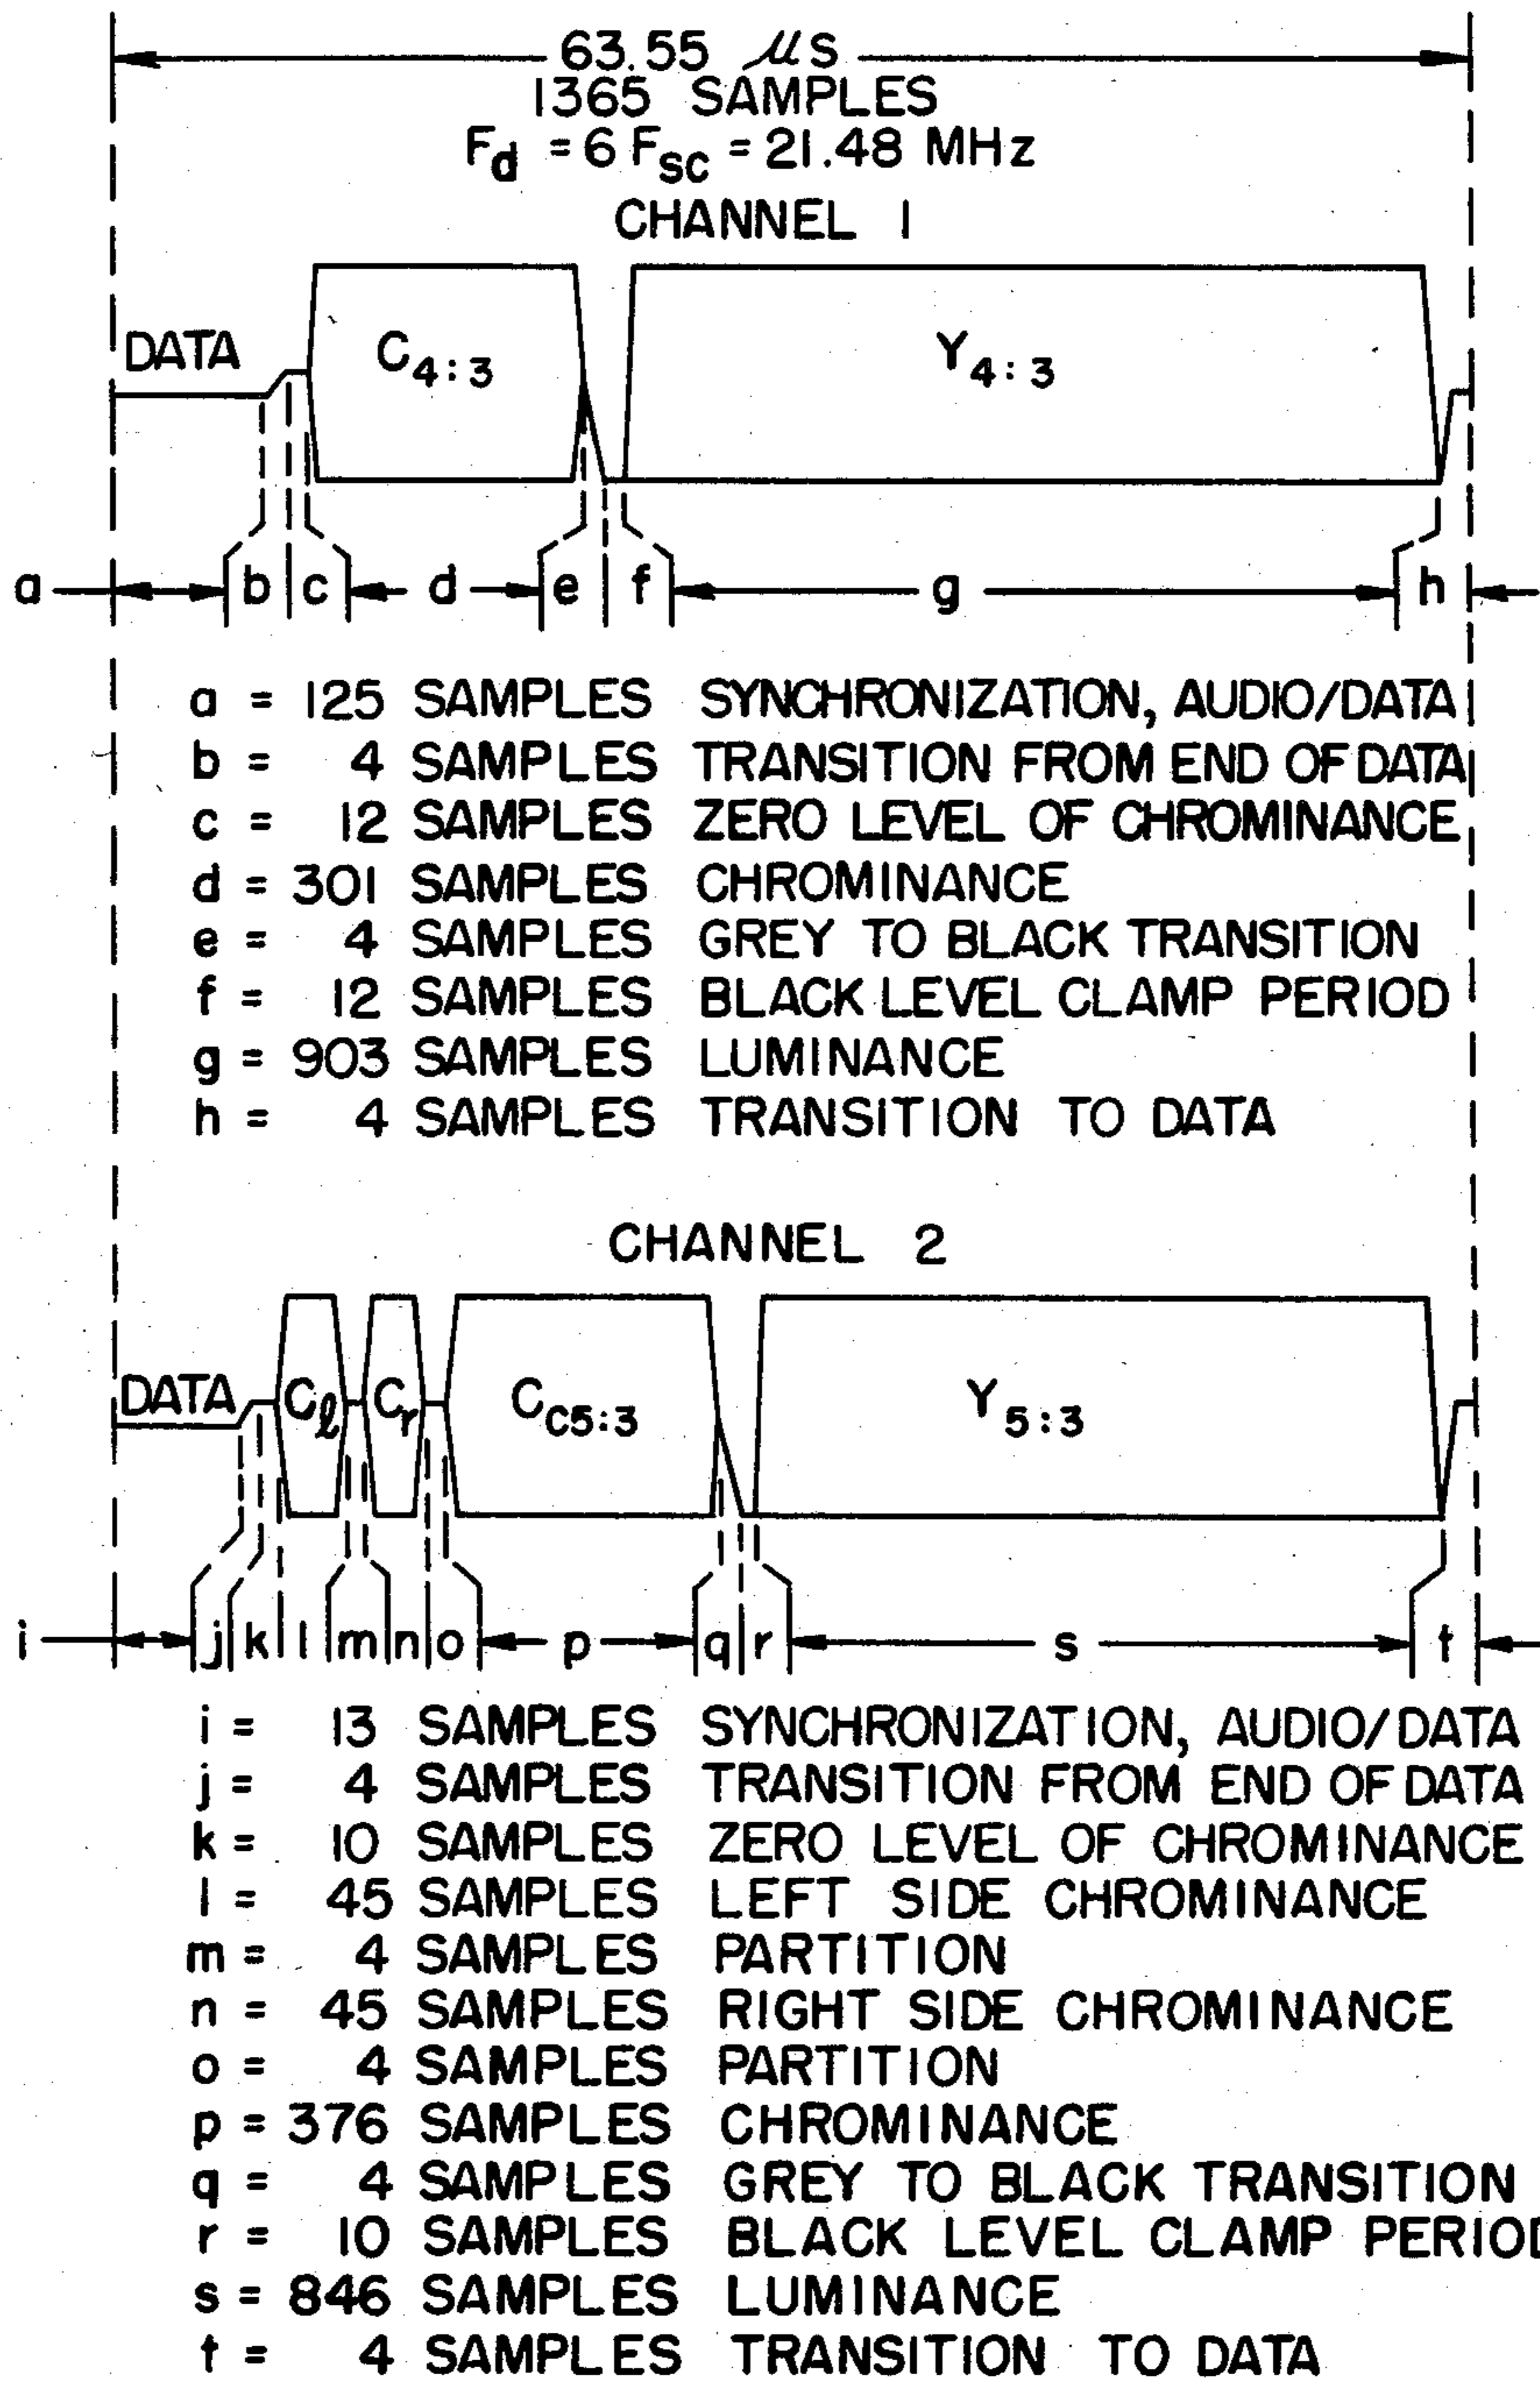 63.55 μs
1365 SAMPLES
Fd = 6 Fsc = 21.48 MHz
CHANNEL 1
DATA C4:3 Y4:3
a b c d e f g h
a = 125 SAMPLES SYNCHRONIZATION, AUDIO/DATA
b = 4 SAMPLES TRANSITION FROM END OF DATA
c = 12 SAMPLES ZERO LEVEL OF CHROMINANCE
d = 301 SAMPLES CHROMINANCE
e = 4 SAMPLES GREY TO BLACK TRANSITION
f = 12 SAMPLES BLACK LEVEL CLAMP PERIOD
g = 903 SAMPLES LUMINANCE
h = 4 SAMPLES TRANSITION TO DATA
CHANNEL 2
DATA Cℓ Cr CC5:3 Y5:3
i j k l m n o p q r s t
i = 13 SAMPLES SYNCHRONIZATION, AUDIO/DATA
j = 4 SAMPLES TRANSITION FROM END OF DATA
k = 10 SAMPLES ZERO LEVEL OF CHROMINANCE
l = 45 SAMPLES LEFT SIDE CHROMINANCE
m = 4 SAMPLES PARTITION
n = 45 SAMPLES RIGHT SIDE CHROMINANCE
o = 4 SAMPLES PARTITION
p = 376 SAMPLES CHROMINANCE
q = 4 SAMPLES GREY TO BLACK TRANSITION
r = 10 SAMPLES BLACK LEVEL CLAMP PERIOD
s = 846 SAMPLES LUMINANCE
t = 4 SAMPLES TRANSITION TO DATA